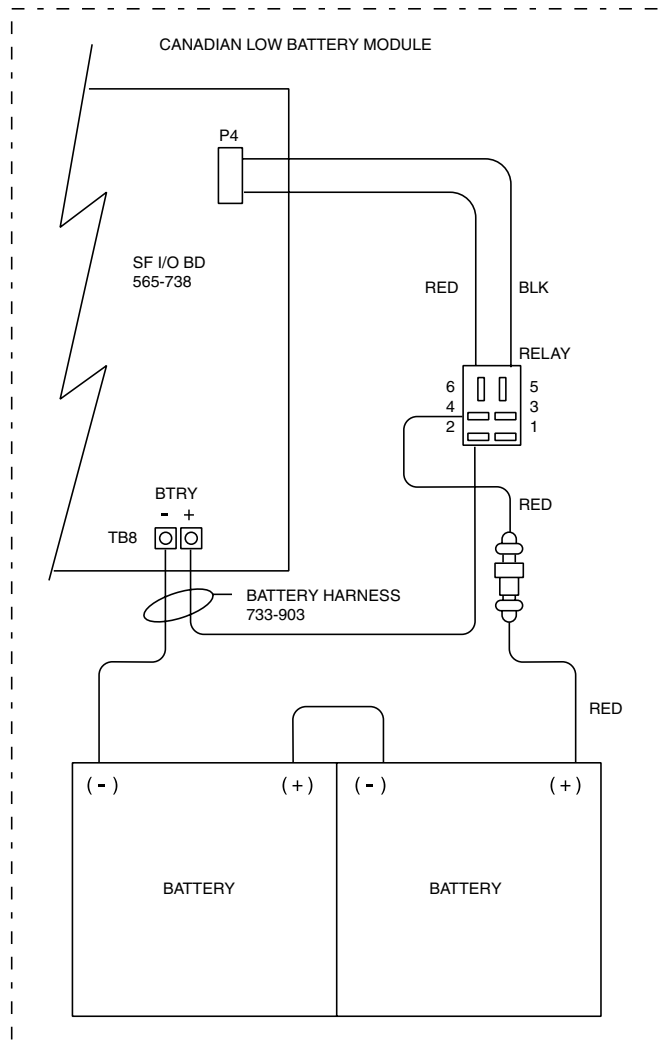 CANADIAN LOW BATTERY MODULE
P4
SF I/O BD
565-738
RED BLK
RELAY
6 5
4 3
2 1
BTRY
- +
TB8
RED
BATTERY HARNESS
733-903
RED
(-) (+) (-) (+)
BATTERY BATTERY